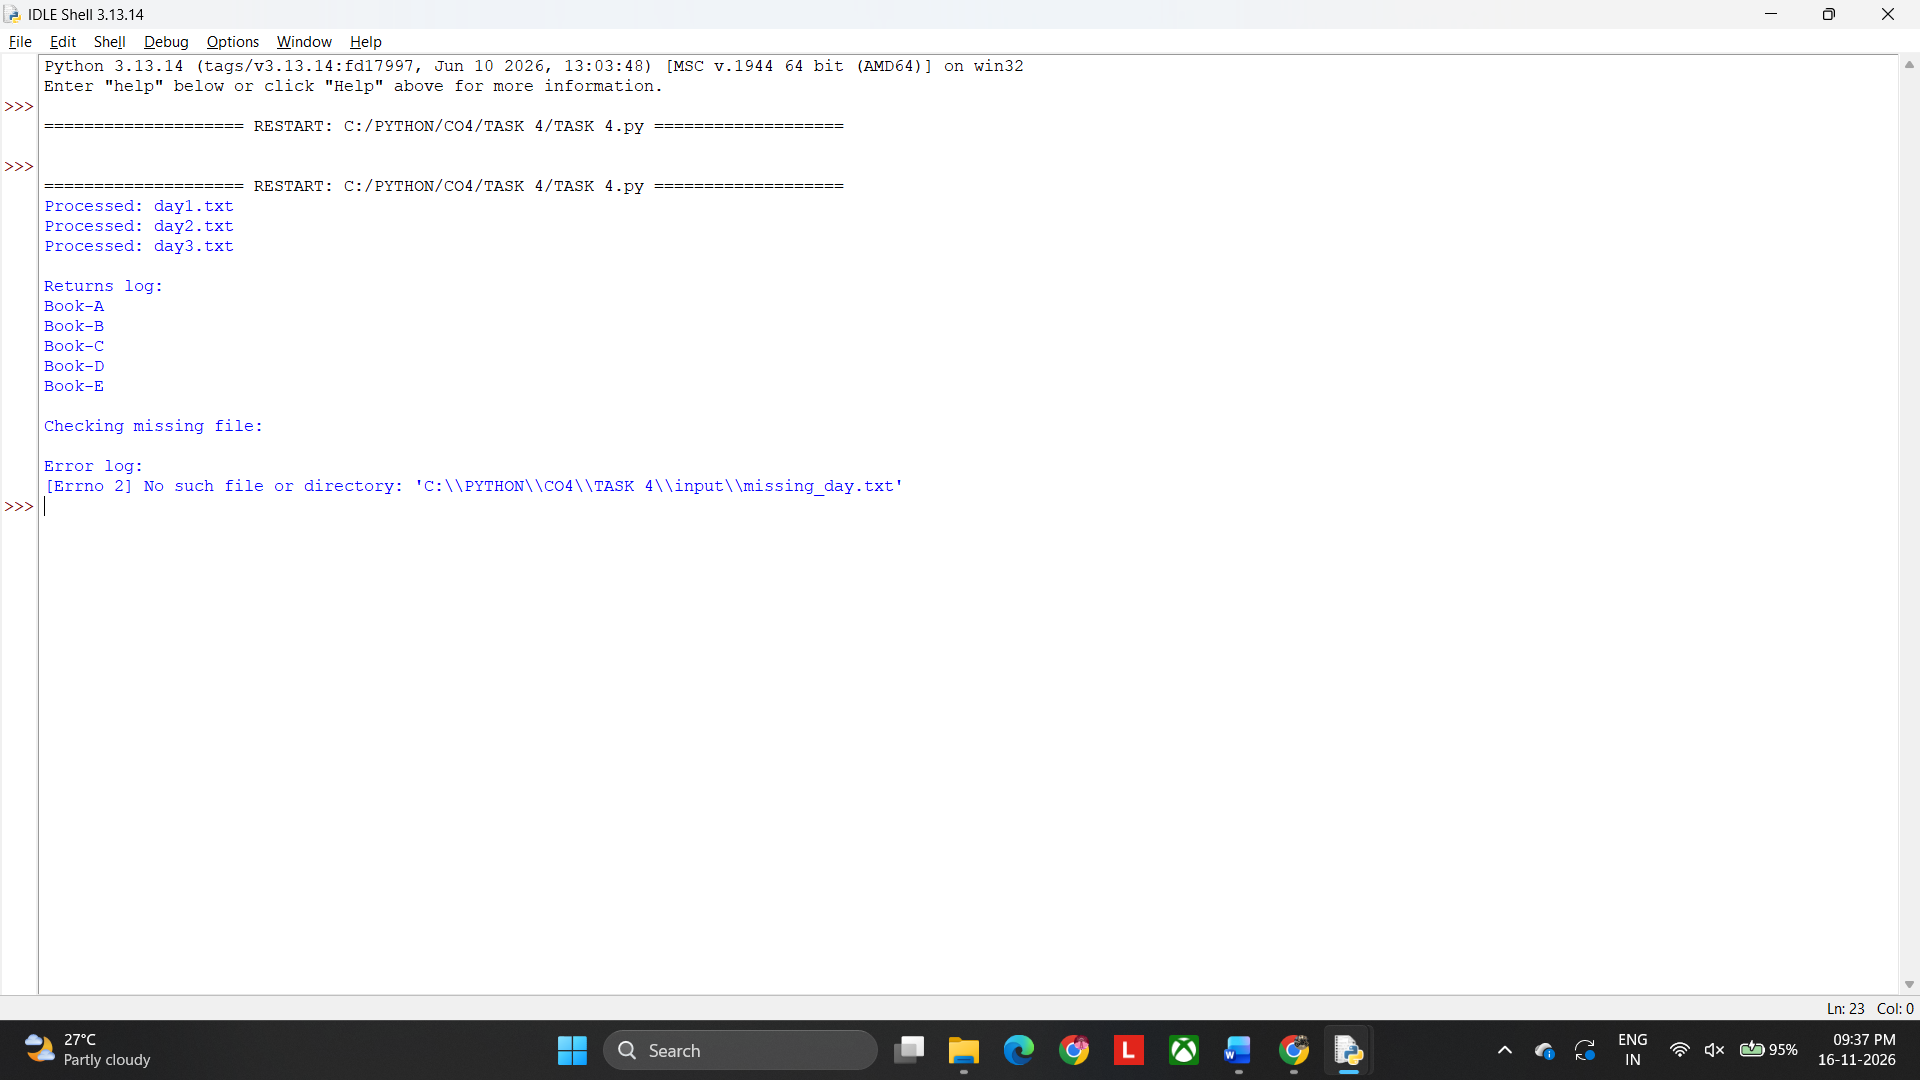 IDLE Shell 3.13.14
File Edit Shell Debug Options Window Help
Python 3.13.14 (tags/v3.13.14:fd17997, Jun 10 2026, 13:03:48) [MSC v.1944 64 bit (AMD64)] on win32
Enter "help" below or click "Help" above for more information.
>>>
==================== RESTART: C:/PYTHON/CO4/TASK 4/TASK 4.py ===================
>>>
==================== RESTART: C:/PYTHON/CO4/TASK 4/TASK 4.py ===================
Processed: day1.txt
Processed: day2.txt
Processed: day3.txt
Returns log:
Book-A
Book-B
Book-C
Book-D
Book-E
Checking missing file:
Error log:
[Errno 2] No such file or directory: 'C:\\PYTHON\\CO4\\TASK 4\\input\\missing_day.txt'
>>>
Ln: 23 Col: 0
27°C
Partly cloudy
Search
L
W
ENG
IN
95%
09:37 PM
16-11-2026